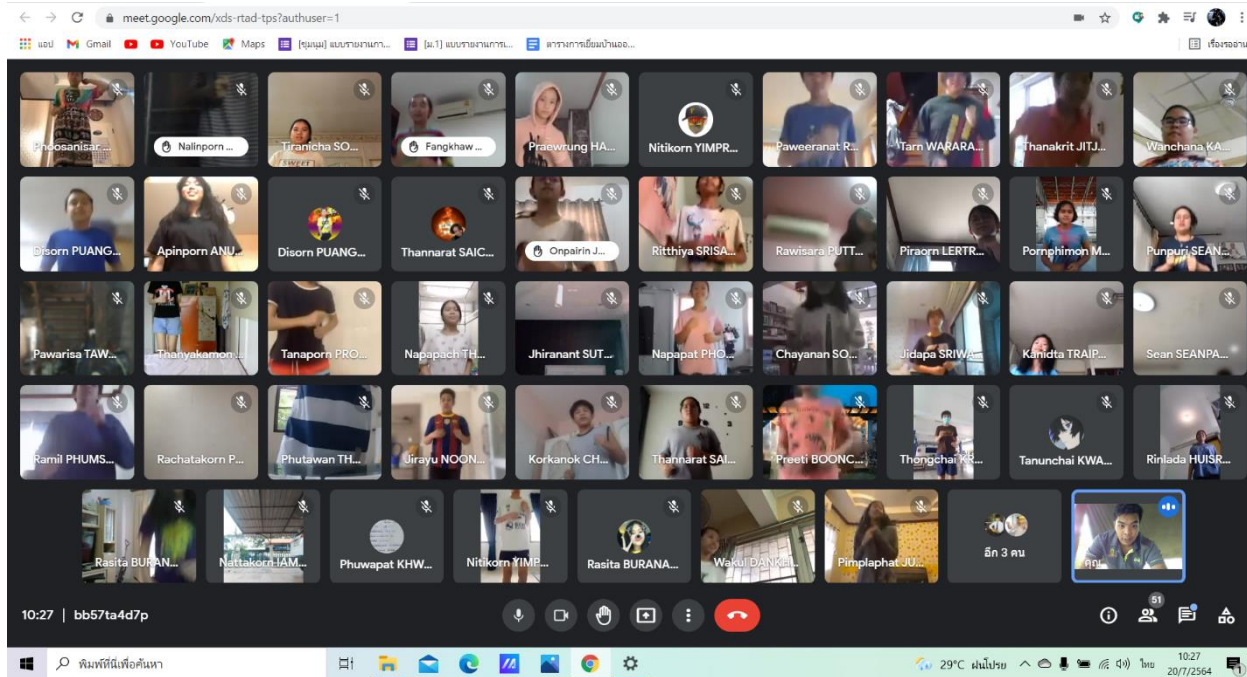 meet.google.com/xds-rtad-tps?authuser=1
แอป Gmail YouTube Maps [ชุมนุม] แบบรายงานกา... [ม.1] แบบรายงานการเ... ตารางการเยี่ยมบ้านออ... เรื่องรออ่าน
Phoosanisar... Nalinporn ... Tiranicha SO... Fangkhaw ... Praewrung HA... Nitikorn YIMPR... Paweeranat R... Tarn WARARA... Thanakrit JITJ... Wanchana KA...
SWEET
Disorn PUANG... Apinporn ANU... Disorn PUANG... Thannarat SAIC... Onpairin J... Ritthiya SRISA... Rawisara PUTT... Piraorn LERTR... Pornphimon M... Punpuri SEAN...
Pawarisa TAW... Thanyakamon... Tanaporn PRO... Napapach TH... Jhiranant SUT... Napapat PHO... Chayanan SO... Jidapa SRIWA... Kanidta TRAIP... Sean SEANPA...
Ramil PHUMS... Rachatakorn P... Phutawan TH... Jirayu NOON... Korkanok CH... Thannarat SAI... Preeti BOONC... Thongchai KR... Tanunchai KWA... Rinlada HUISR...
Rasita BURAN... Nattakorn IAM... Phuwapat KHW... Nitikorn YIMP... Rasita BURANA... Wakul DANKH... Pimplaphat JU... อีก 3 คน คุณ
10:27 | bb57ta4d7p 51
พิมพ์ที่นี่เพื่อค้นหา 29°C ฝนโปรย ไทย 10:27
20/7/2564 1